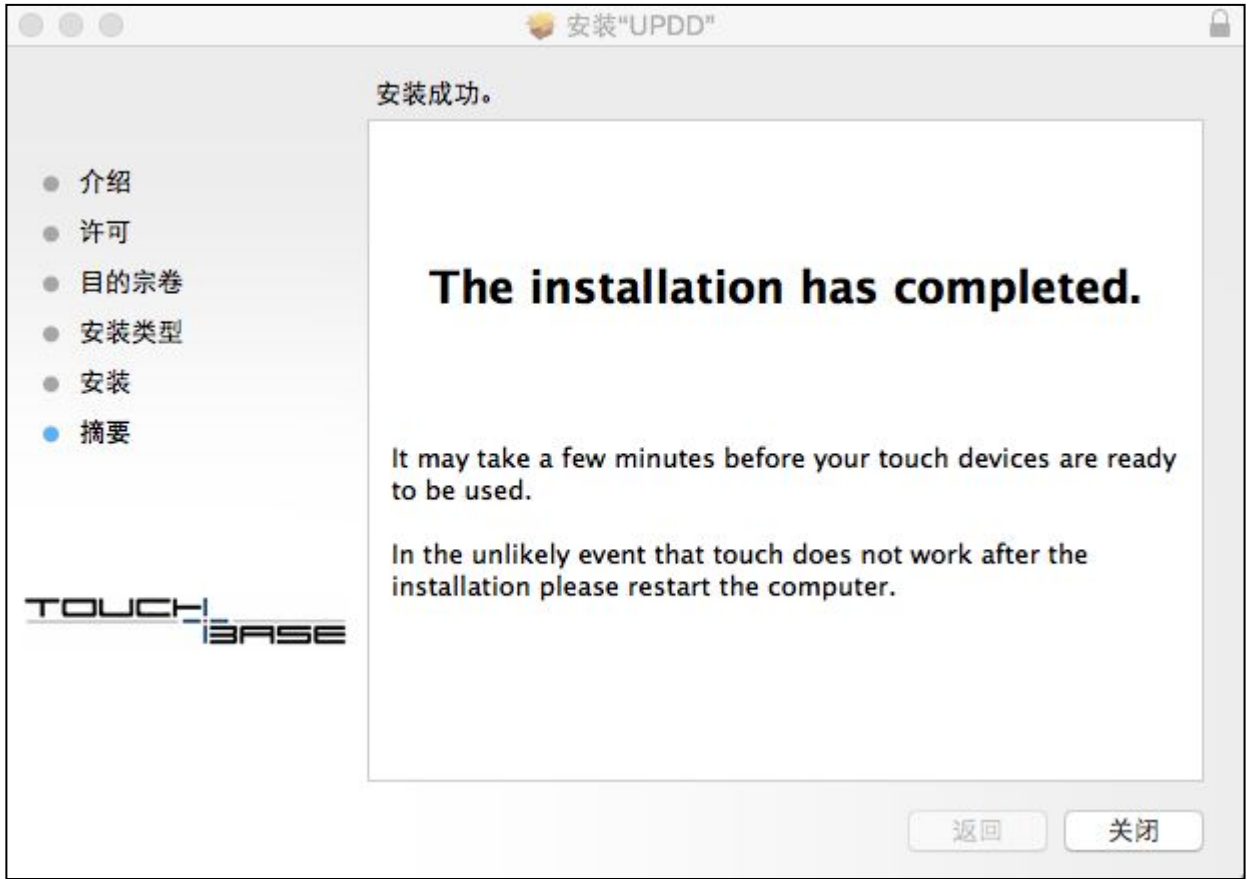 安装“UPDD”
安装成功。
介绍
许可
目的宗卷
安装类型
安装
摘要
The installation has completed.
It may take a few minutes before your touch devices are ready
to be used.
In the unlikely event that touch does not work after the
installation please restart the computer.
TOUCH
BASE
返回
关闭